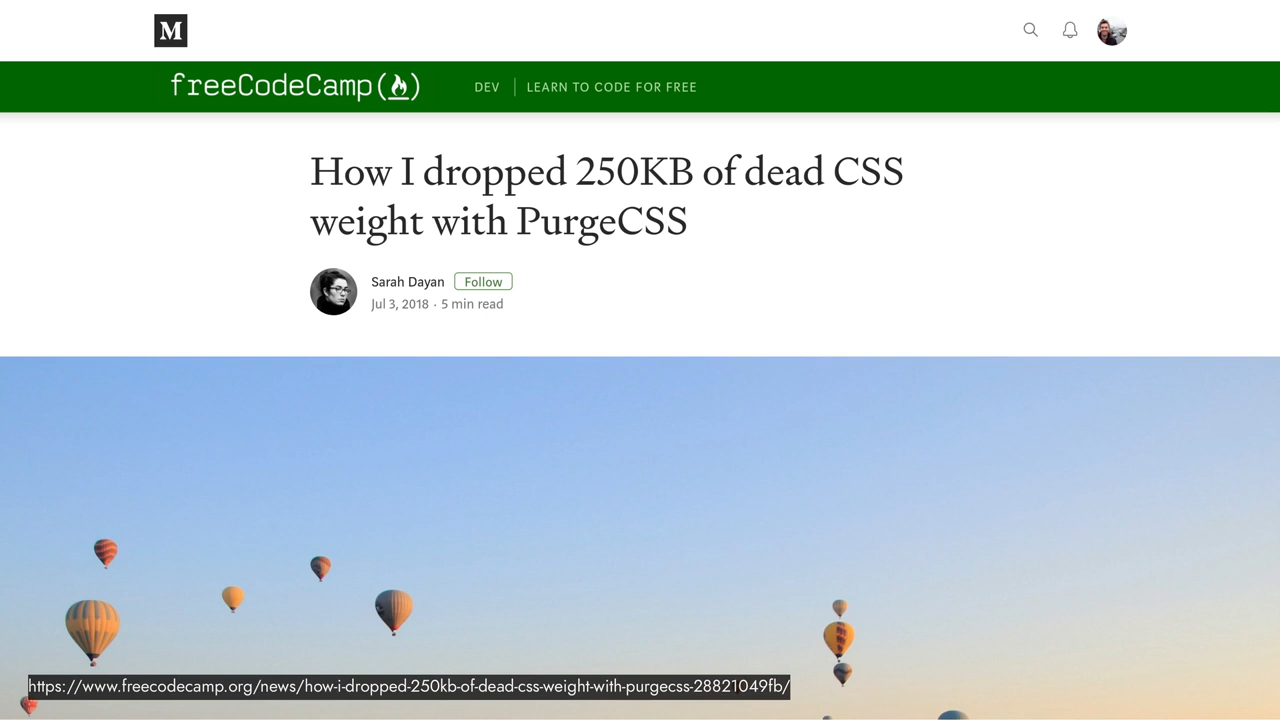 M
freeCodeCamp(🔥)
DEV LEARN TO CODE FOR FREE
How I dropped 250KB of dead CSS
weight with PurgeCSS
Sarah Dayan Follow
Jul 3, 2018 · 5 min read
https://www.freecodecamp.org/news/how-i-dropped-250kb-of-dead-css-weight-with-purgecss-28821049fb/